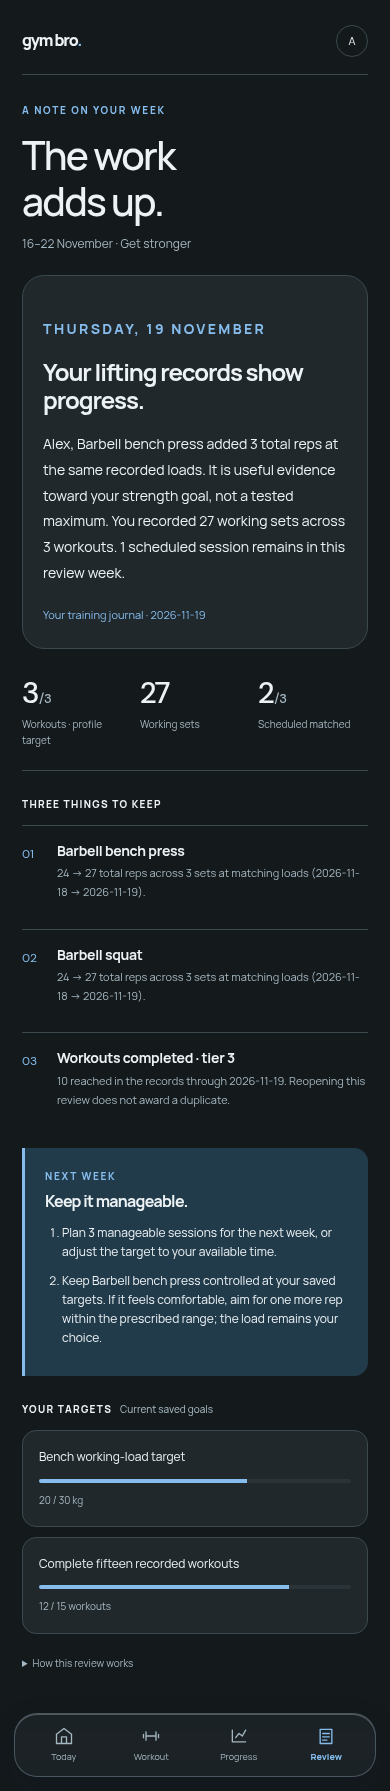 gym bro.
A
A NOTE ON YOUR WEEK
The work
adds up.
16–22 November · Get stronger
THURSDAY, 19 NOVEMBER
Your lifting records show
progress.
Alex, Barbell bench press added 3 total reps at
the same recorded loads. It is useful evidence
toward your strength goal, not a tested
maximum. You recorded 27 working sets across
3 workouts. 1 scheduled session remains in this
review week.
Your training journal · 2026-11-19
3/3
Workouts · profile
target
27
Working sets
2/3
Scheduled matched
THREE THINGS TO KEEP
01
Barbell bench press
24 → 27 total reps across 3 sets at matching loads (2026-11-
18 → 2026-11-19).
02
Barbell squat
24 → 27 total reps across 3 sets at matching loads (2026-11-
18 → 2026-11-19).
03
Workouts completed · tier 3
10 reached in the records through 2026-11-19. Reopening this
review does not award a duplicate.
NEXT WEEK
Keep it manageable.
1. Plan 3 manageable sessions for the next week, or
adjust the target to your available time.
2. Keep Barbell bench press controlled at your saved
targets. If it feels comfortable, aim for one more rep
within the prescribed range; the load remains your
choice.
YOUR TARGETS Current saved goals
Bench working-load target
20 / 30 kg
Complete fifteen recorded workouts
12 / 15 workouts
▶ How this review works
Today
Workout
Progress
Review